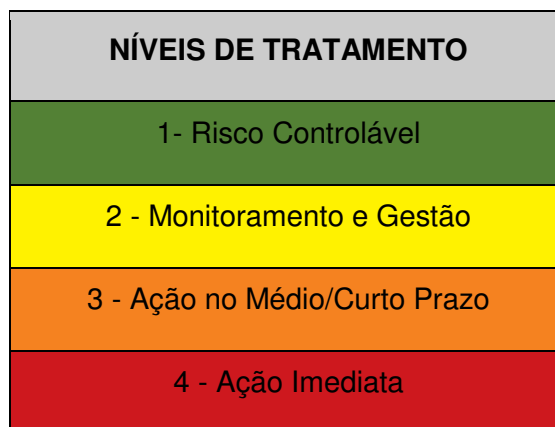 NÍVEIS DE TRATAMENTO
1- Risco Controlável
2 - Monitoramento e Gestão
3 - Ação no Médio/Curto Prazo
4 - Ação Imediata